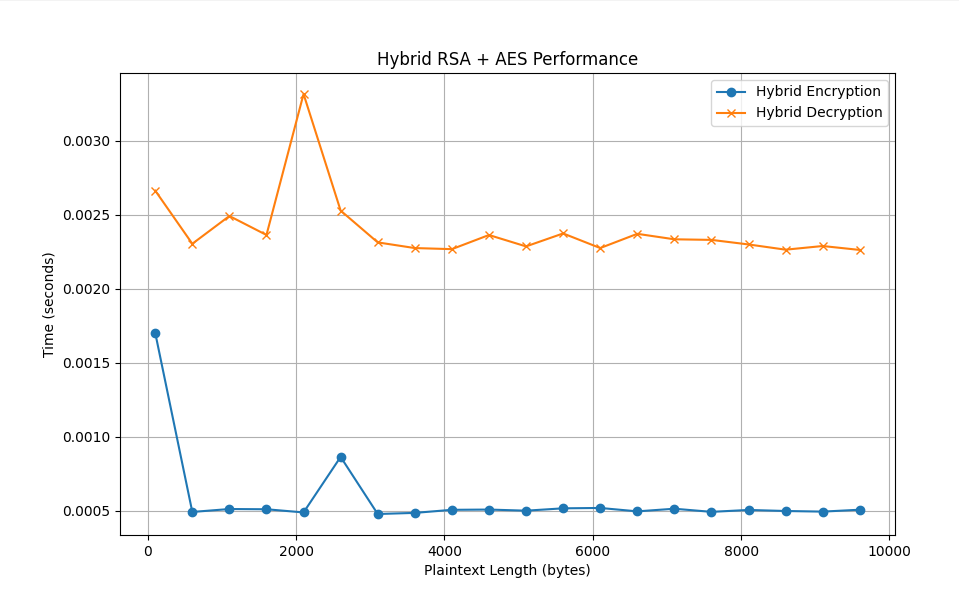 Hybrid RSA + AES Performance
Hybrid Encryption
Hybrid Decryption
Time (seconds)
0.0030
0.0025
0.0020
0.0015
0.0010
0.0005
0 2000 4000 6000 8000 10000
Plaintext Length (bytes)